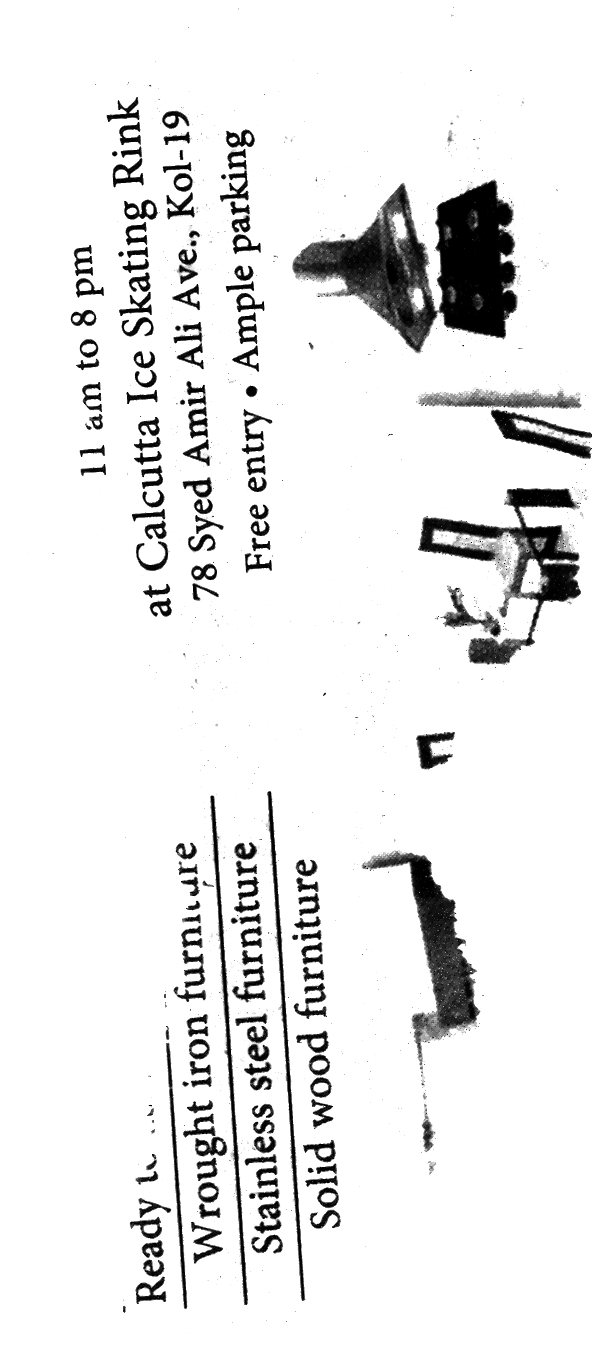 11 am to 8 pm
at Calcutta Ice Skating Rink
78 Syed Amir Ali Ave., Kol-19
Free entry • Ample parking
Ready
Wrought iron furniture
Stainless steel furniture
Solid wood furniture